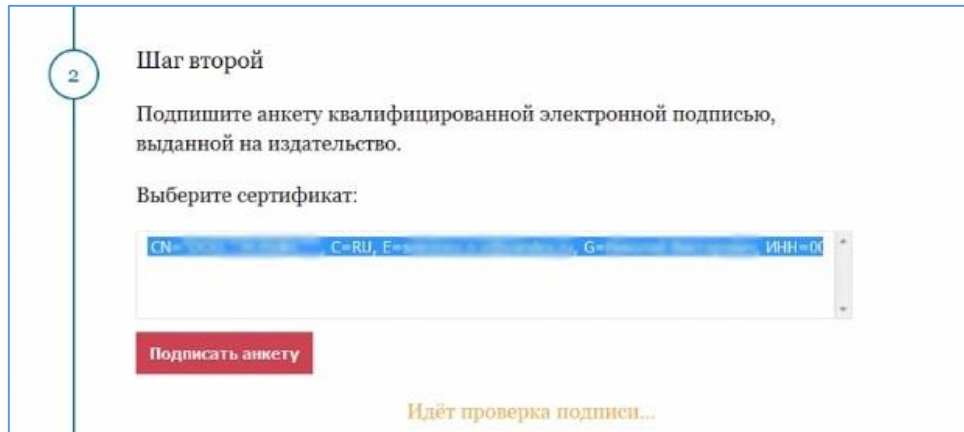 2
Шаг второй
Подпишите анкету квалифицированной электронной подписью,
выданной на издательство.
Выберите сертификат:
CN= , C=RU, E= , G= , ИНН=00
Подписать анкету
Идёт проверка подписи...